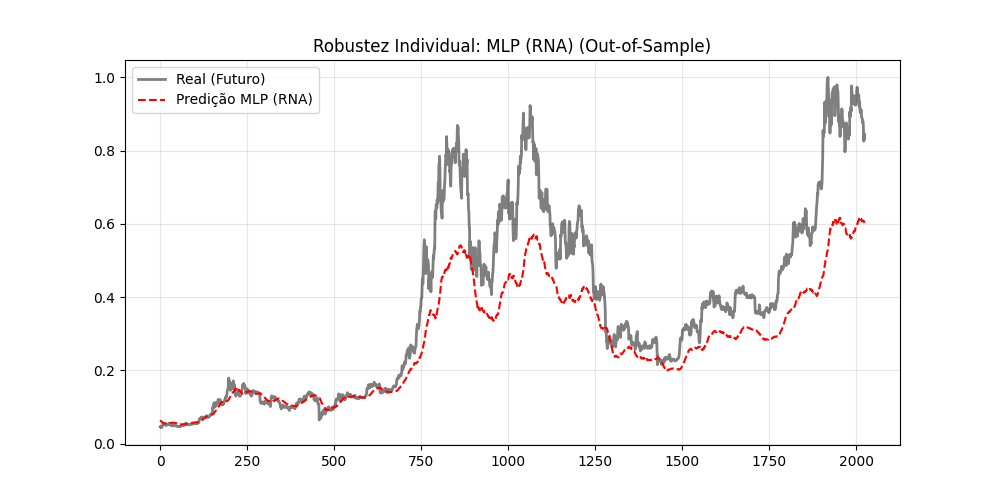 Robustez Individual: MLP (RNA) (Out-of-Sample)
Real (Futuro)
Predição MLP (RNA)
1.0
0.8
0.6
0.4
0.2
0.0
0 250 500 750 1000 1250 1500 1750 2000